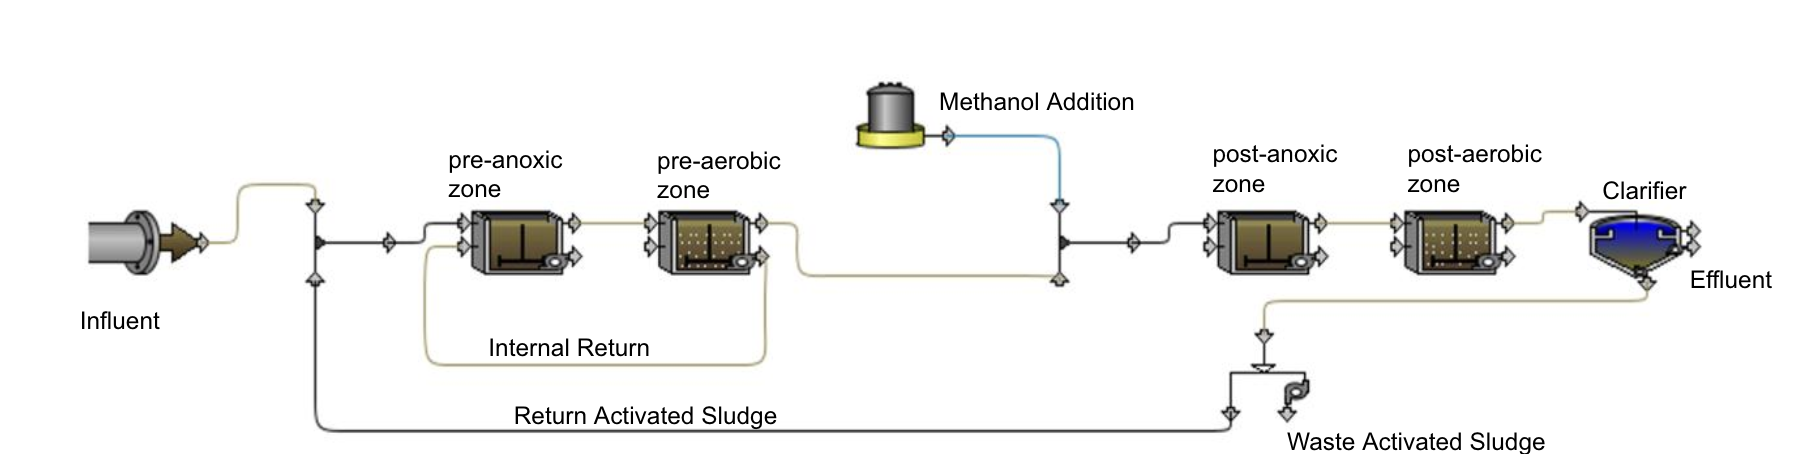 Methanol Addition
pre-anoxic
zone
pre-aerobic
zone
post-anoxic
zone
post-aerobic
zone
Clarifier
Effluent
Influent
Internal Return
Return Activated Sludge
Waste Activated Sludge